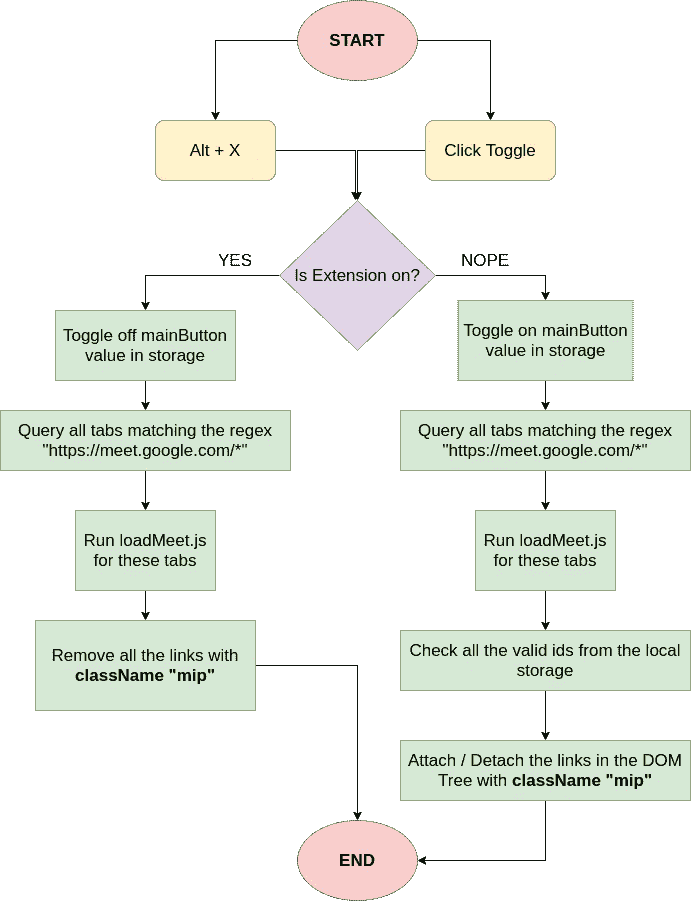 START
Alt + X
Click Toggle
Is Extension on?
YES
NOPE
Toggle off mainButton
value in storage
Toggle on mainButton
value in storage
Query all tabs matching the regex
"https://meet.google.com/*"
Query all tabs matching the regex
"https://meet.google.com/*"
Run loadMeet.js
for these tabs
Run loadMeet.js
for these tabs
Remove all the links with
className "mip"
Check all the valid ids from the local
storage
Attach / Detach the links in the DOM
Tree with className "mip"
END